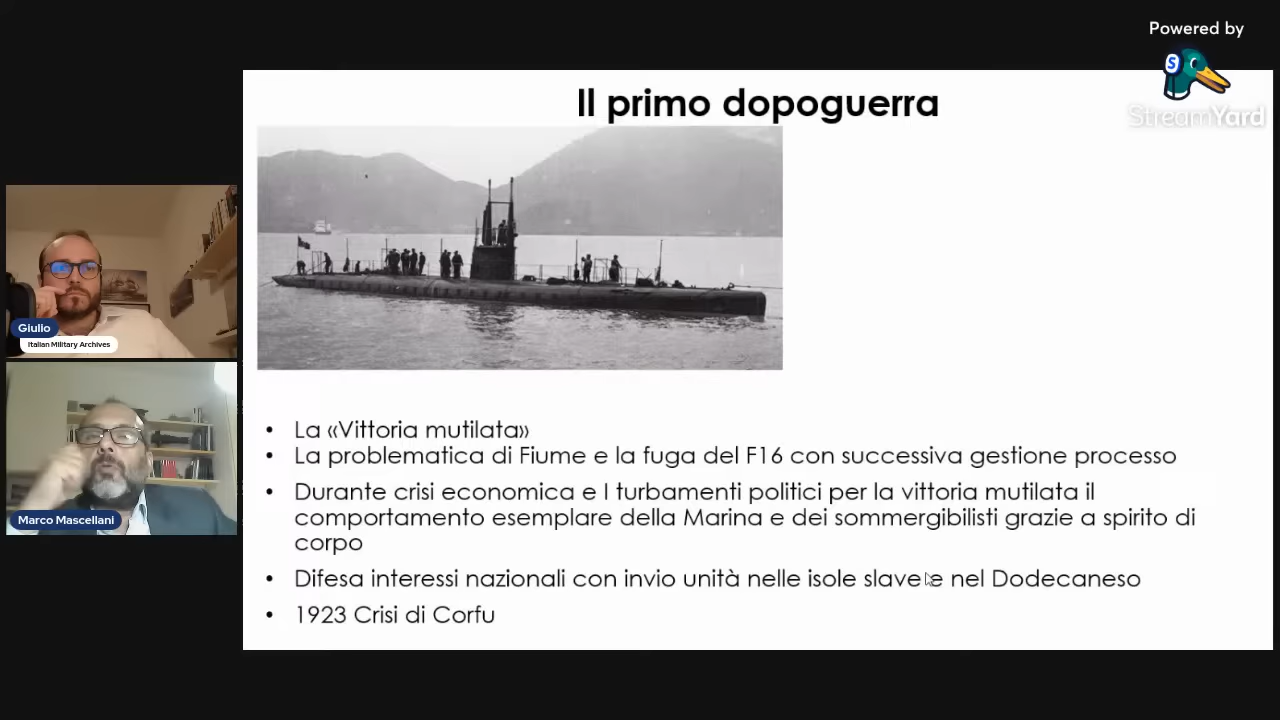 Powered by
StreamYard
Il primo dopoguerra
Giulio
Italian Military Archives
Marco Mascellani
• La «Vittoria mutilata»
• La problematica di Fiume e la fuga del F16 con successiva gestione processo
• Durante crisi economica e I turbamenti politici per la vittoria mutilata il
comportamento esemplare della Marina e dei sommergibilisti grazie a spirito di
corpo
• Difesa interessi nazionali con invio unità nelle isole slave e nel Dodecaneso
• 1923 Crisi di Corfu